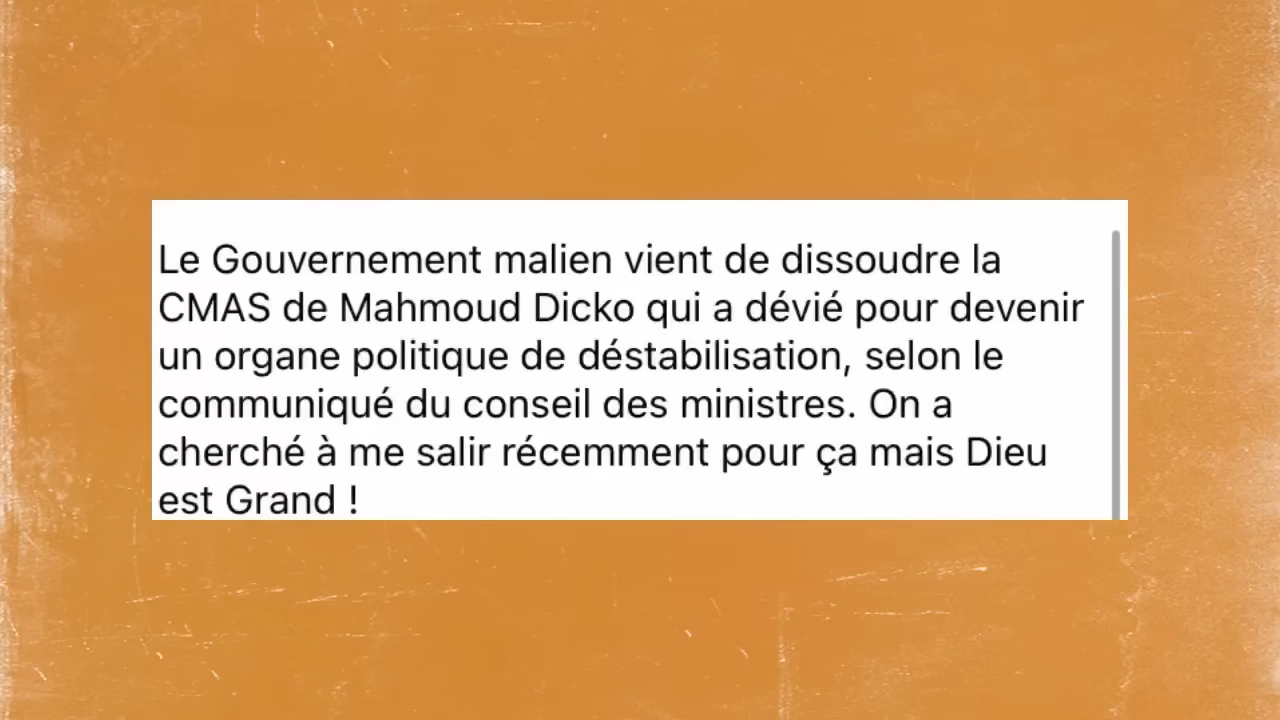 Le Gouvernement malien vient de dissoudre la
CMAS de Mahmoud Dicko qui a dévié pour devenir
un organe politique de déstabilisation, selon le
communiqué du conseil des ministres. On a
cherché à me salir récemment pour ça mais Dieu
est Grand !